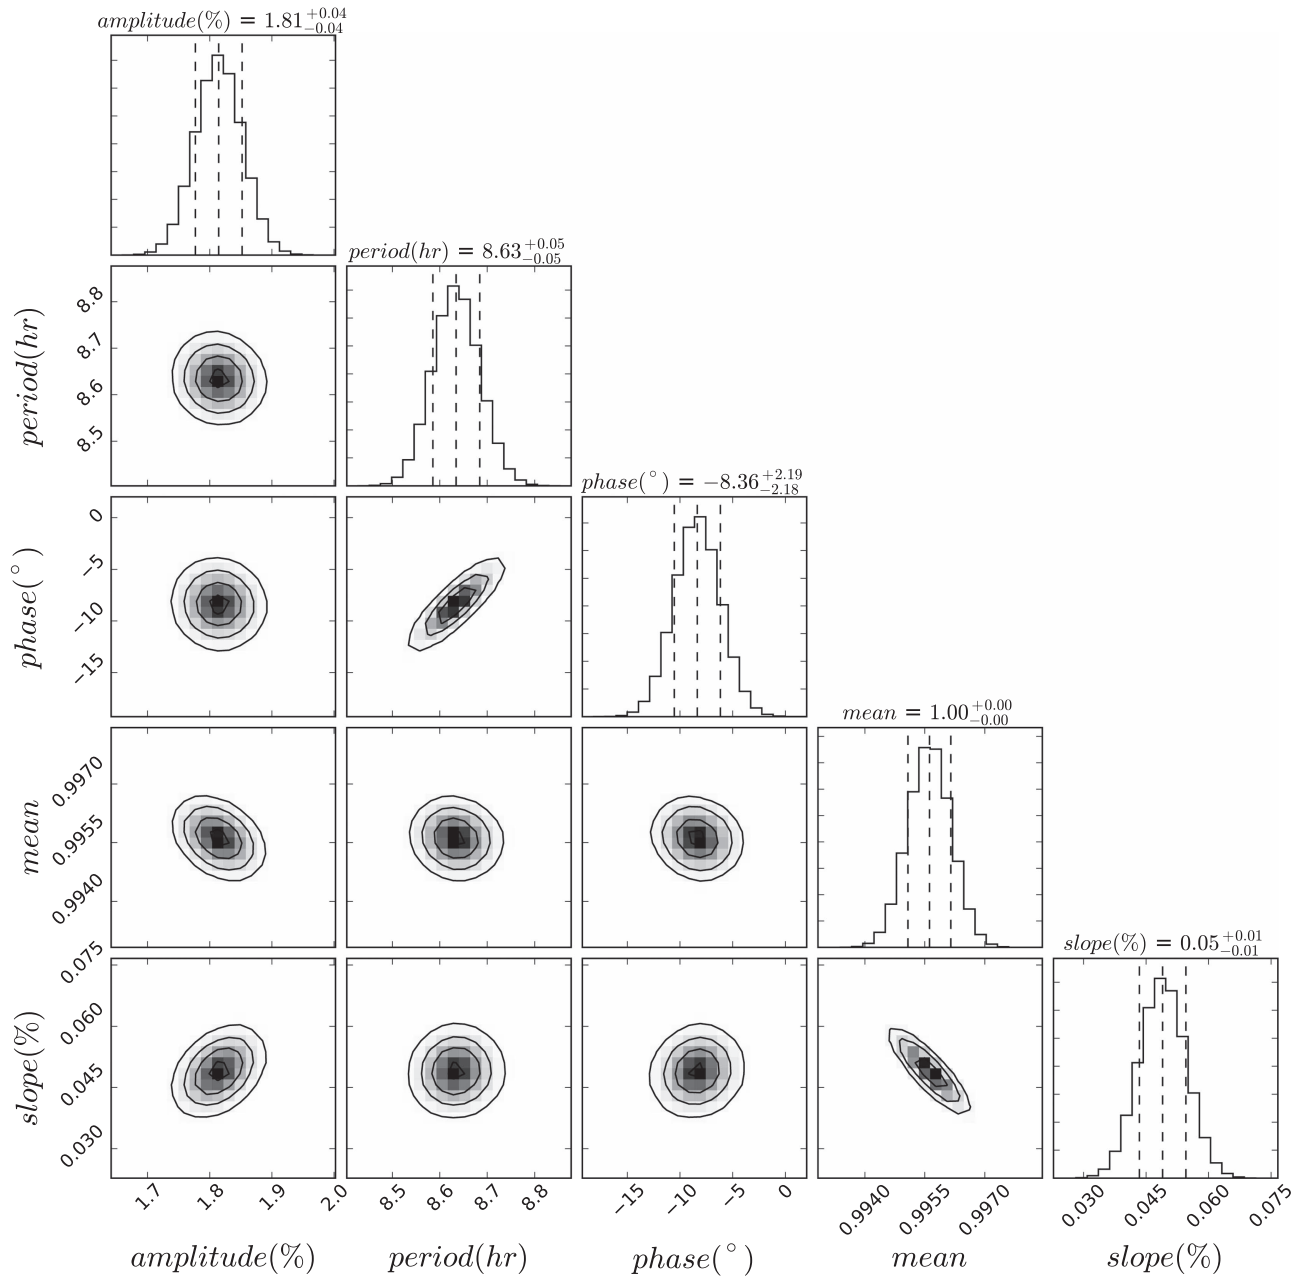 amplitude(%) = 1.81+0.04−0.04
period(hr) = 8.63+0.05−0.05
period(hr)
8.8
8.7
8.6
8.5
phase(°) = −8.36+2.19−2.18
phase(°)
0
−5
−10
−15
mean = 1.00+0.00−0.00
mean
0.9970
0.9955
0.9940
slope(%) = 0.05+0.01−0.01
slope(%)
0.075
0.060
0.045
0.030
1.7 1.8 1.9 2.0 8.5 8.6 8.7 8.8 −15 −10 −5 0 0.9940 0.9955 0.9970 0.030 0.045 0.060 0.075
amplitude(%) period(hr) phase(°) mean slope(%)